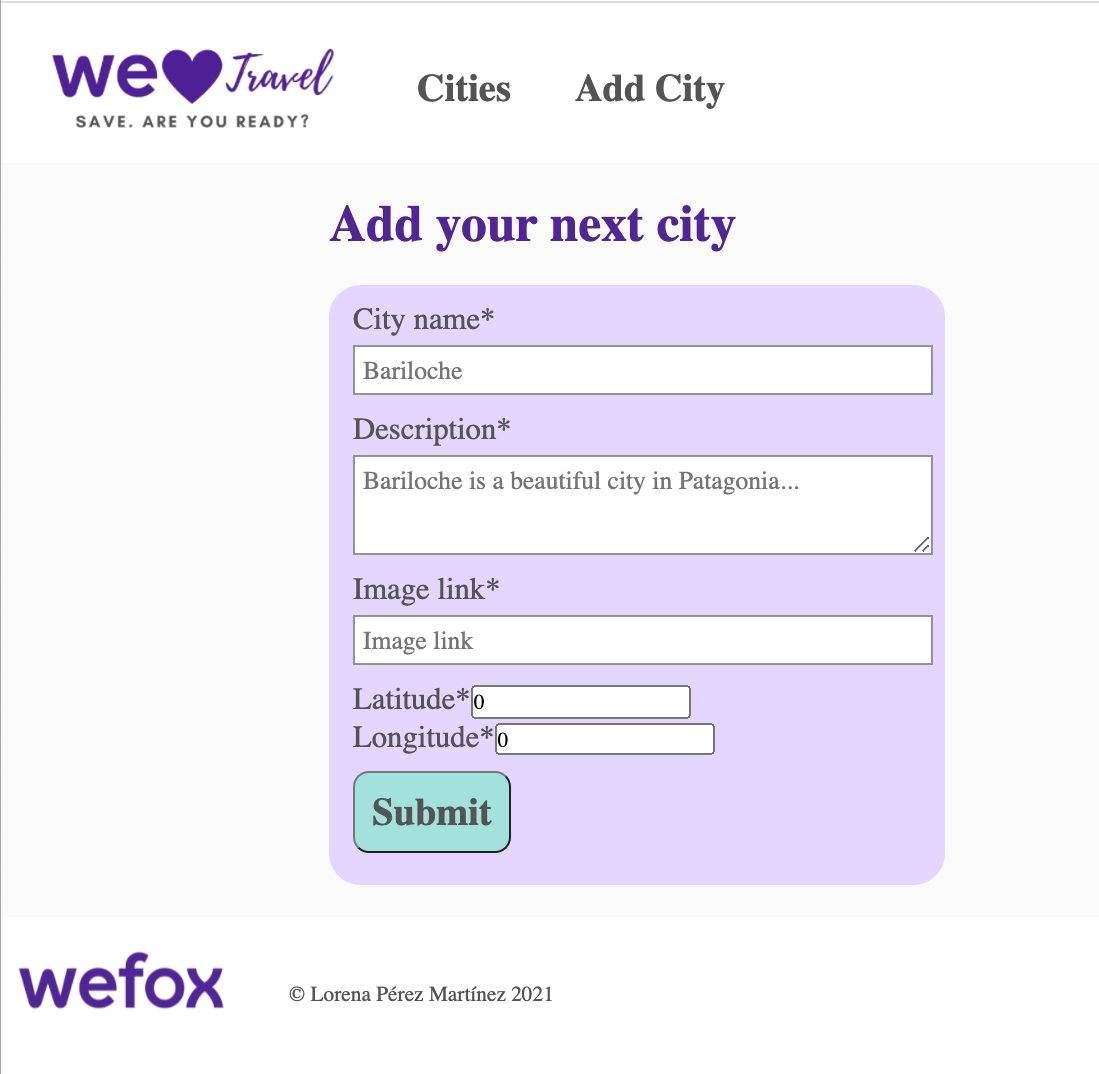 we Travel
SAVE. ARE YOU READY?
Cities
Add City
Add your next city
City name*
Bariloche
Description*
Bariloche is a beautiful city in Patagonia...
Image link*
Image link
Latitude*0
Longitude*0
Submit
wefox
© Lorena Pérez Martínez 2021